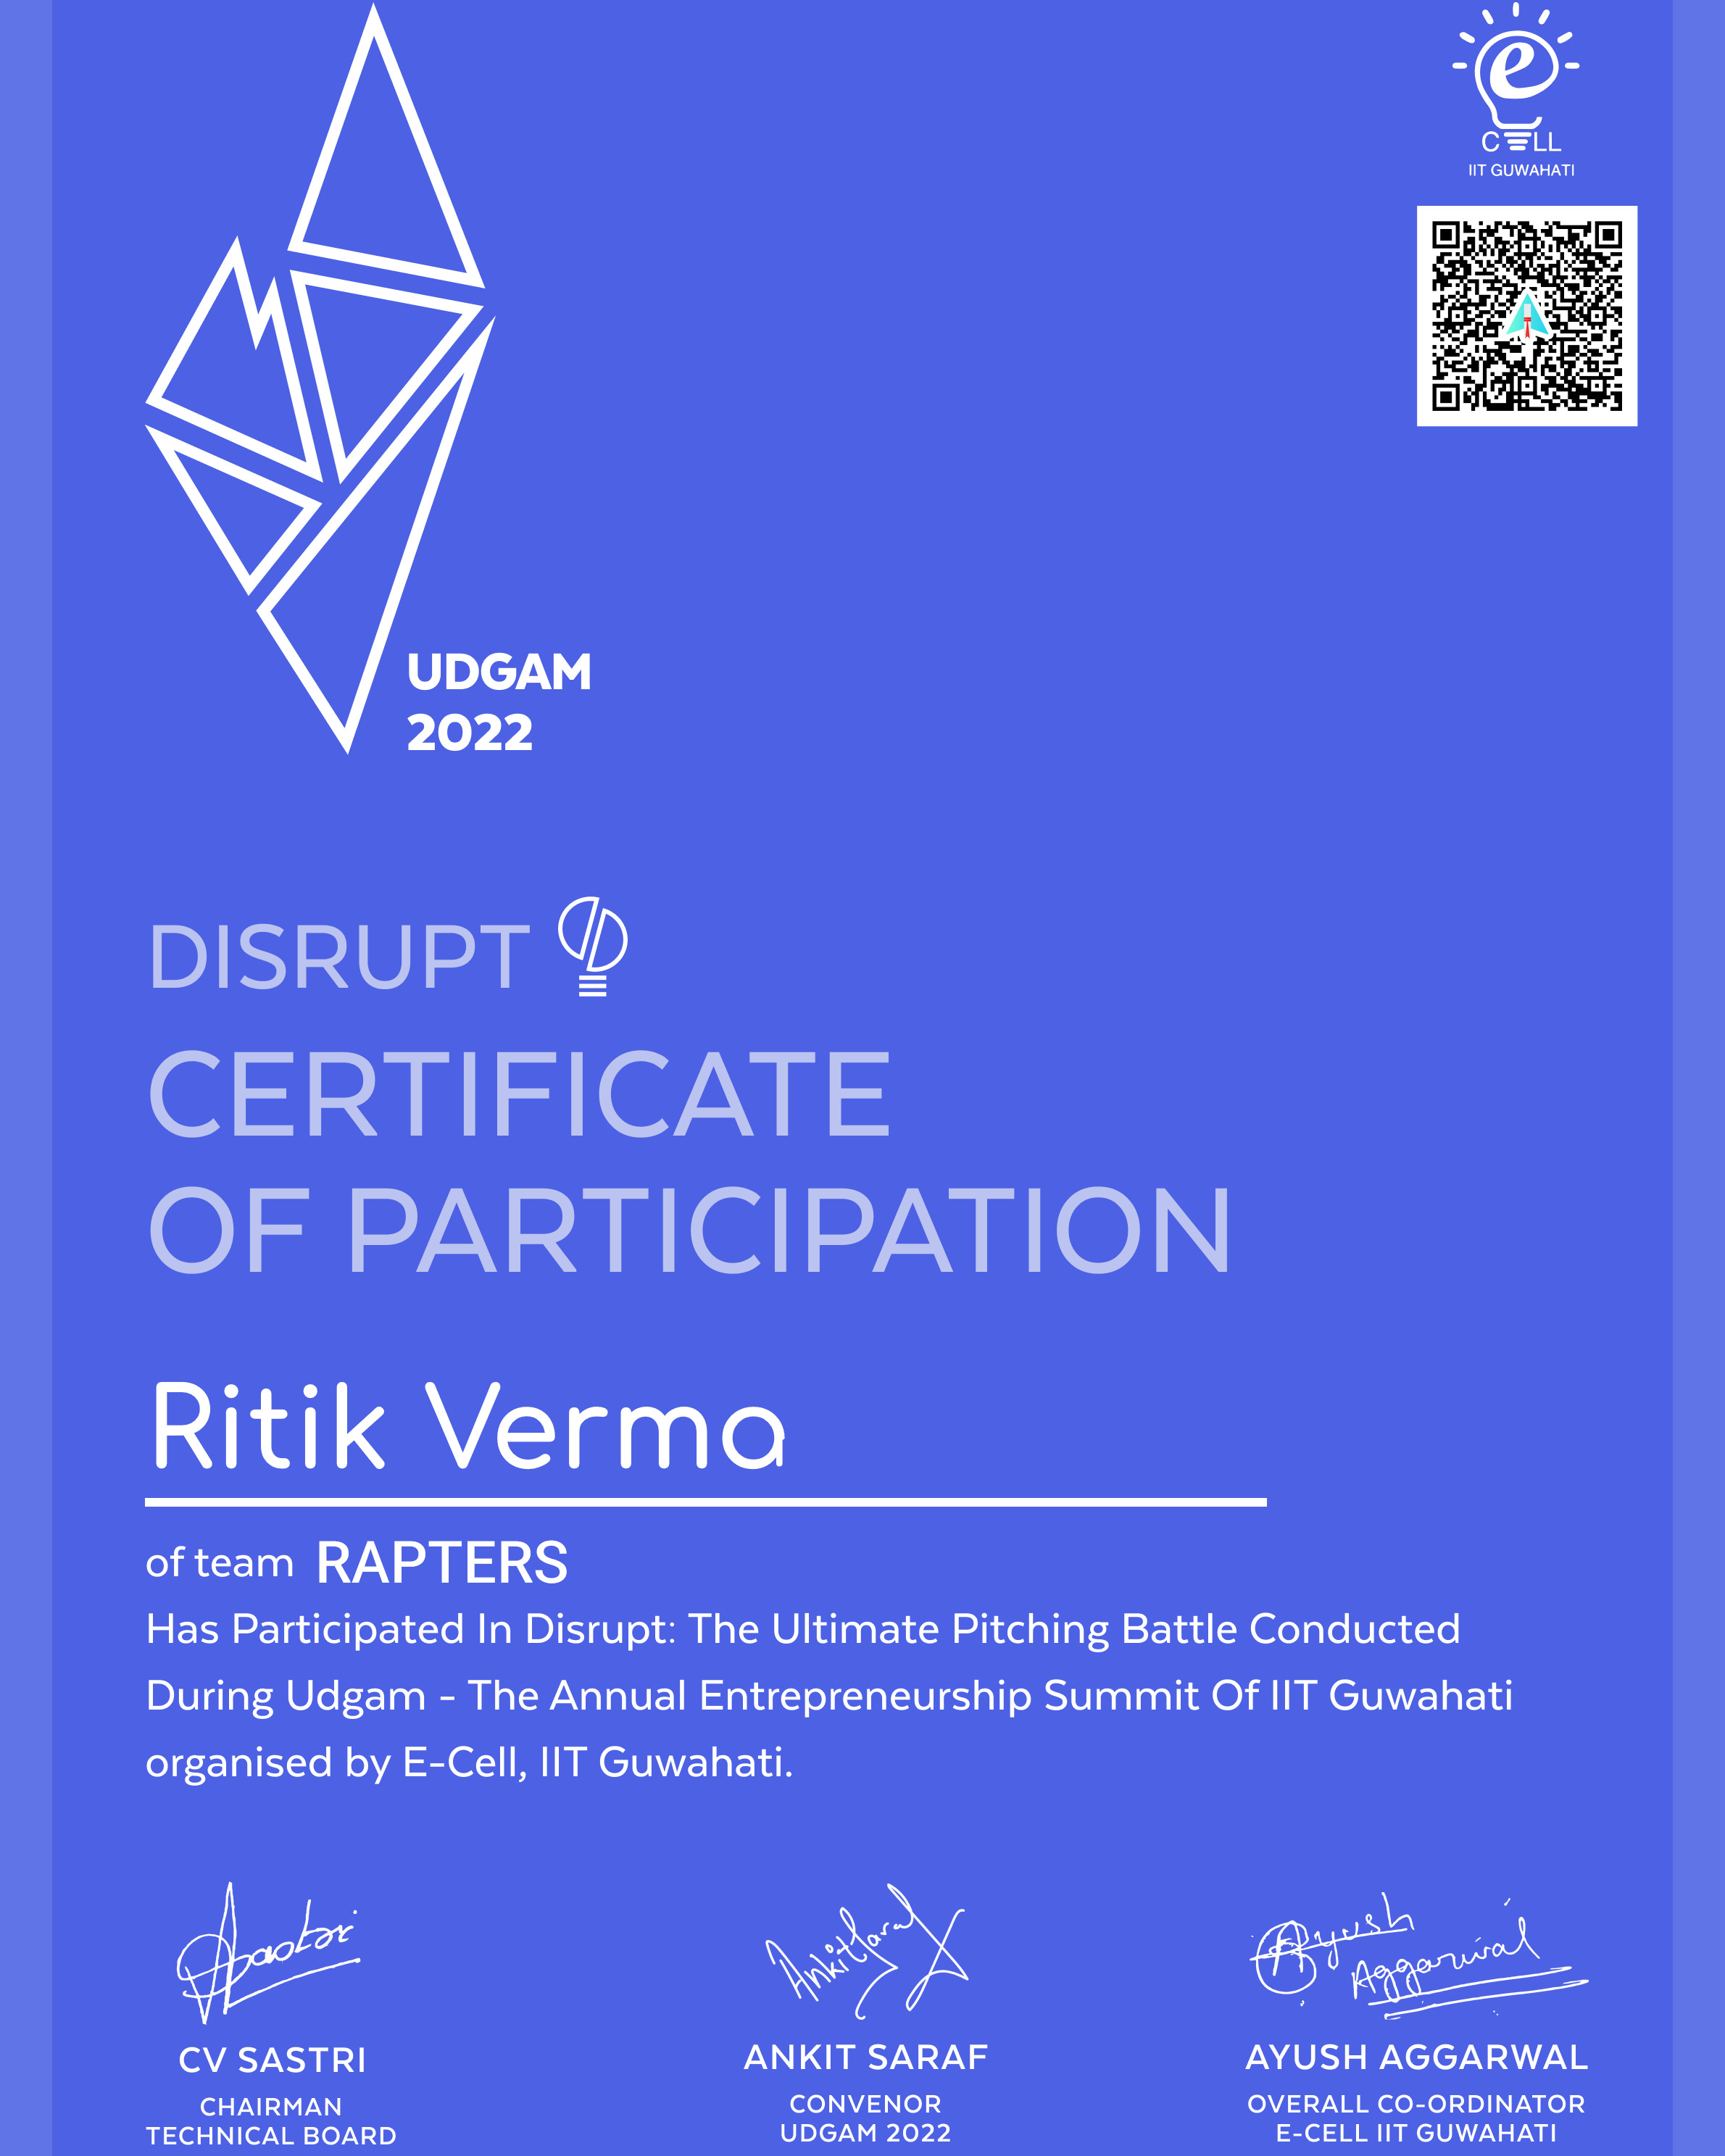 e
CELL
IIT GUWAHATI
UDGAM
2022
DISRUPT
CERTIFICATE
OF PARTICIPATION
Ritik Verma
of team RAPTERS
Has Participated In Disrupt: The Ultimate Pitching Battle Conducted
During Udgam - The Annual Entrepreneurship Summit Of IIT Guwahati
organised by E-Cell, IIT Guwahati.
Sastri
Ankit Saraf
Ayush
Aggarwal
CV SASTRI
CHAIRMAN
TECHNICAL BOARD
ANKIT SARAF
CONVENOR
UDGAM 2022
AYUSH AGGARWAL
OVERALL CO-ORDINATOR
E-CELL IIT GUWAHATI